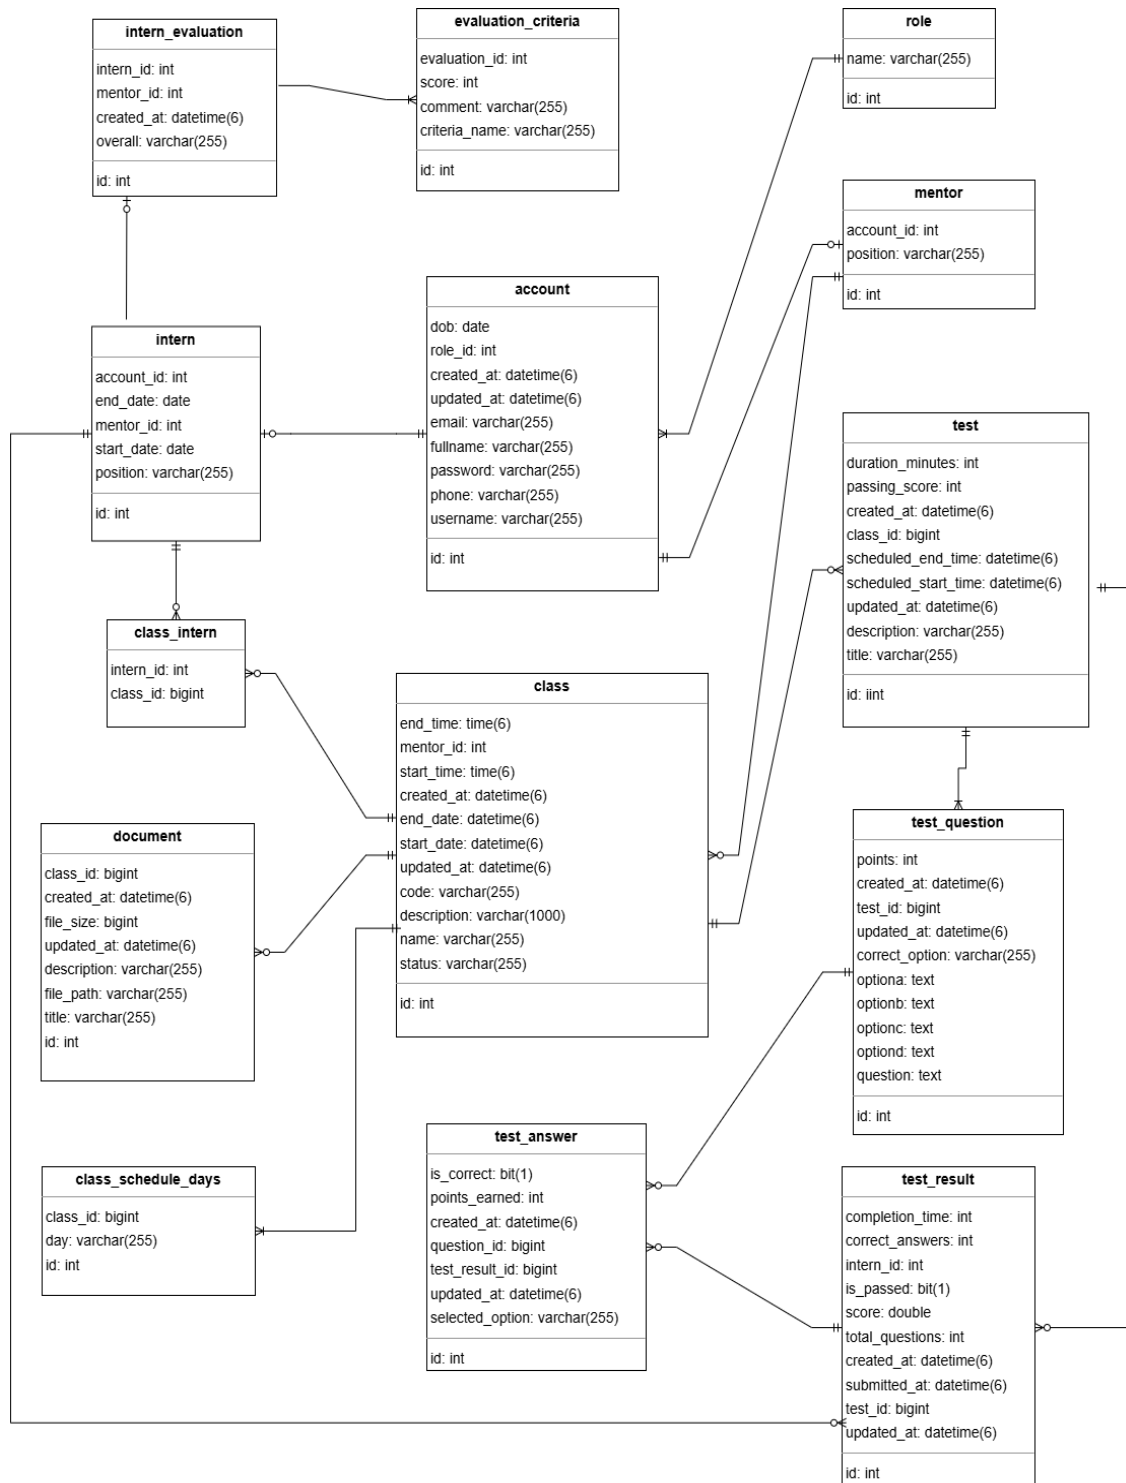 intern_evaluation
intern_id: int
mentor_id: int
created_at: datetime(6)
overall: varchar(255)
id: int
evaluation_criteria
evaluation_id: int
score: int
comment: varchar(255)
criteria_name: varchar(255)
id: int
role
name: varchar(255)
id: int
mentor
account_id: int
position: varchar(255)
id: int
intern
account_id: int
end_date: date
mentor_id: int
start_date: date
position: varchar(255)
id: int
account
dob: date
role_id: int
created_at: datetime(6)
updated_at: datetime(6)
email: varchar(255)
fullname: varchar(255)
password: varchar(255)
phone: varchar(255)
username: varchar(255)
id: int
test
duration_minutes: int
passing_score: int
created_at: datetime(6)
class_id: bigint
scheduled_end_time: datetime(6)
scheduled_start_time: datetime(6)
updated_at: datetime(6)
description: varchar(255)
title: varchar(255)
id: iint
class_intern
intern_id: int
class_id: bigint
class
end_time: time(6)
mentor_id: int
start_time: time(6)
created_at: datetime(6)
end_date: datetime(6)
start_date: datetime(6)
updated_at: datetime(6)
code: varchar(255)
description: varchar(1000)
name: varchar(255)
status: varchar(255)
id: int
document
class_id: bigint
created_at: datetime(6)
file_size: bigint
updated_at: datetime(6)
description: varchar(255)
file_path: varchar(255)
title: varchar(255)
id: int
test_question
points: int
created_at: datetime(6)
test_id: bigint
updated_at: datetime(6)
correct_option: varchar(255)
optiona: text
optionb: text
optionc: text
optiond: text
question: text
id: int
class_schedule_days
class_id: bigint
day: varchar(255)
id: int
test_answer
is_correct: bit(1)
points_earned: int
created_at: datetime(6)
question_id: bigint
test_result_id: bigint
updated_at: datetime(6)
selected_option: varchar(255)
id: int
test_result
completion_time: int
correct_answers: int
intern_id: int
is_passed: bit(1)
score: double
total_questions: int
created_at: datetime(6)
submitted_at: datetime(6)
test_id: bigint
updated_at: datetime(6)
id: int